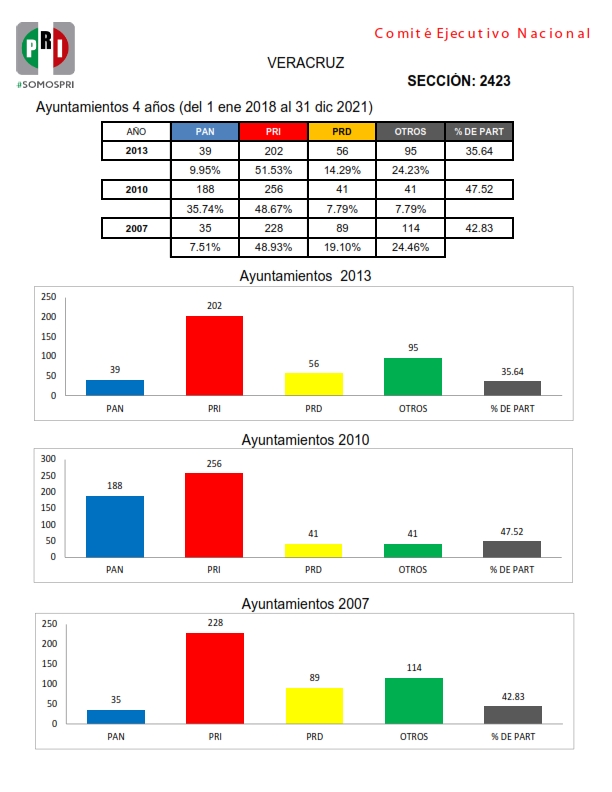 Comité Ejecutivo Nacional
PRI
#SOMOSPRI
VERACRUZ
SECCIÓN: 2423
Ayuntamientos 4 años (del 1 ene 2018 al 31 dic 2021)
AÑO PAN PRI PRD OTROS % DE PART
2013 39 202 56 95 35.64
9.95% 51.53% 14.29% 24.23%
2010 188 256 41 41 47.52
35.74% 48.67% 7.79% 7.79%
2007 35 228 89 114 42.83
7.51% 48.93% 19.10% 24.46%
Ayuntamientos 2013
250
200
150
100
50
0
39 202 56 95 35.64
PAN PRI PRD OTROS % DE PART
Ayuntamientos 2010
300
250
200
150
100
50
0
188 256 41 41 47.52
PAN PRI PRD OTROS % DE PART
Ayuntamientos 2007
250
200
150
100
50
0
35 228 89 114 42.83
PAN PRI PRD OTROS % DE PART